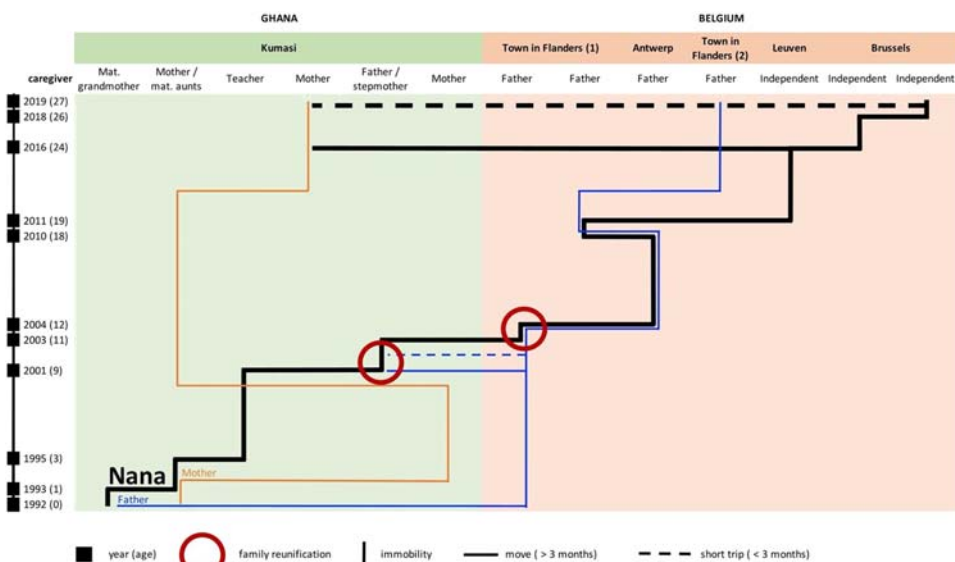 GHANA BELGIUM
Kumasi Town in Flanders (1) Antwerp Town in Flanders (2) Leuven Brussels
caregiver Mat. grandmother Mother / mat. aunts Teacher Mother Father / stepmother Mother Father Father Father Father Independent Independent Independent
2019 (27)
2018 (26)
2016 (24)
2011 (19)
2010 (18)
2004 (12)
2003 (11)
2001 (9)
1995 (3)
Nana Mother
1993 (1)
Father
1992 (0)
year (age) family reunification immobility move ( > 3 months) short trip ( < 3 months)